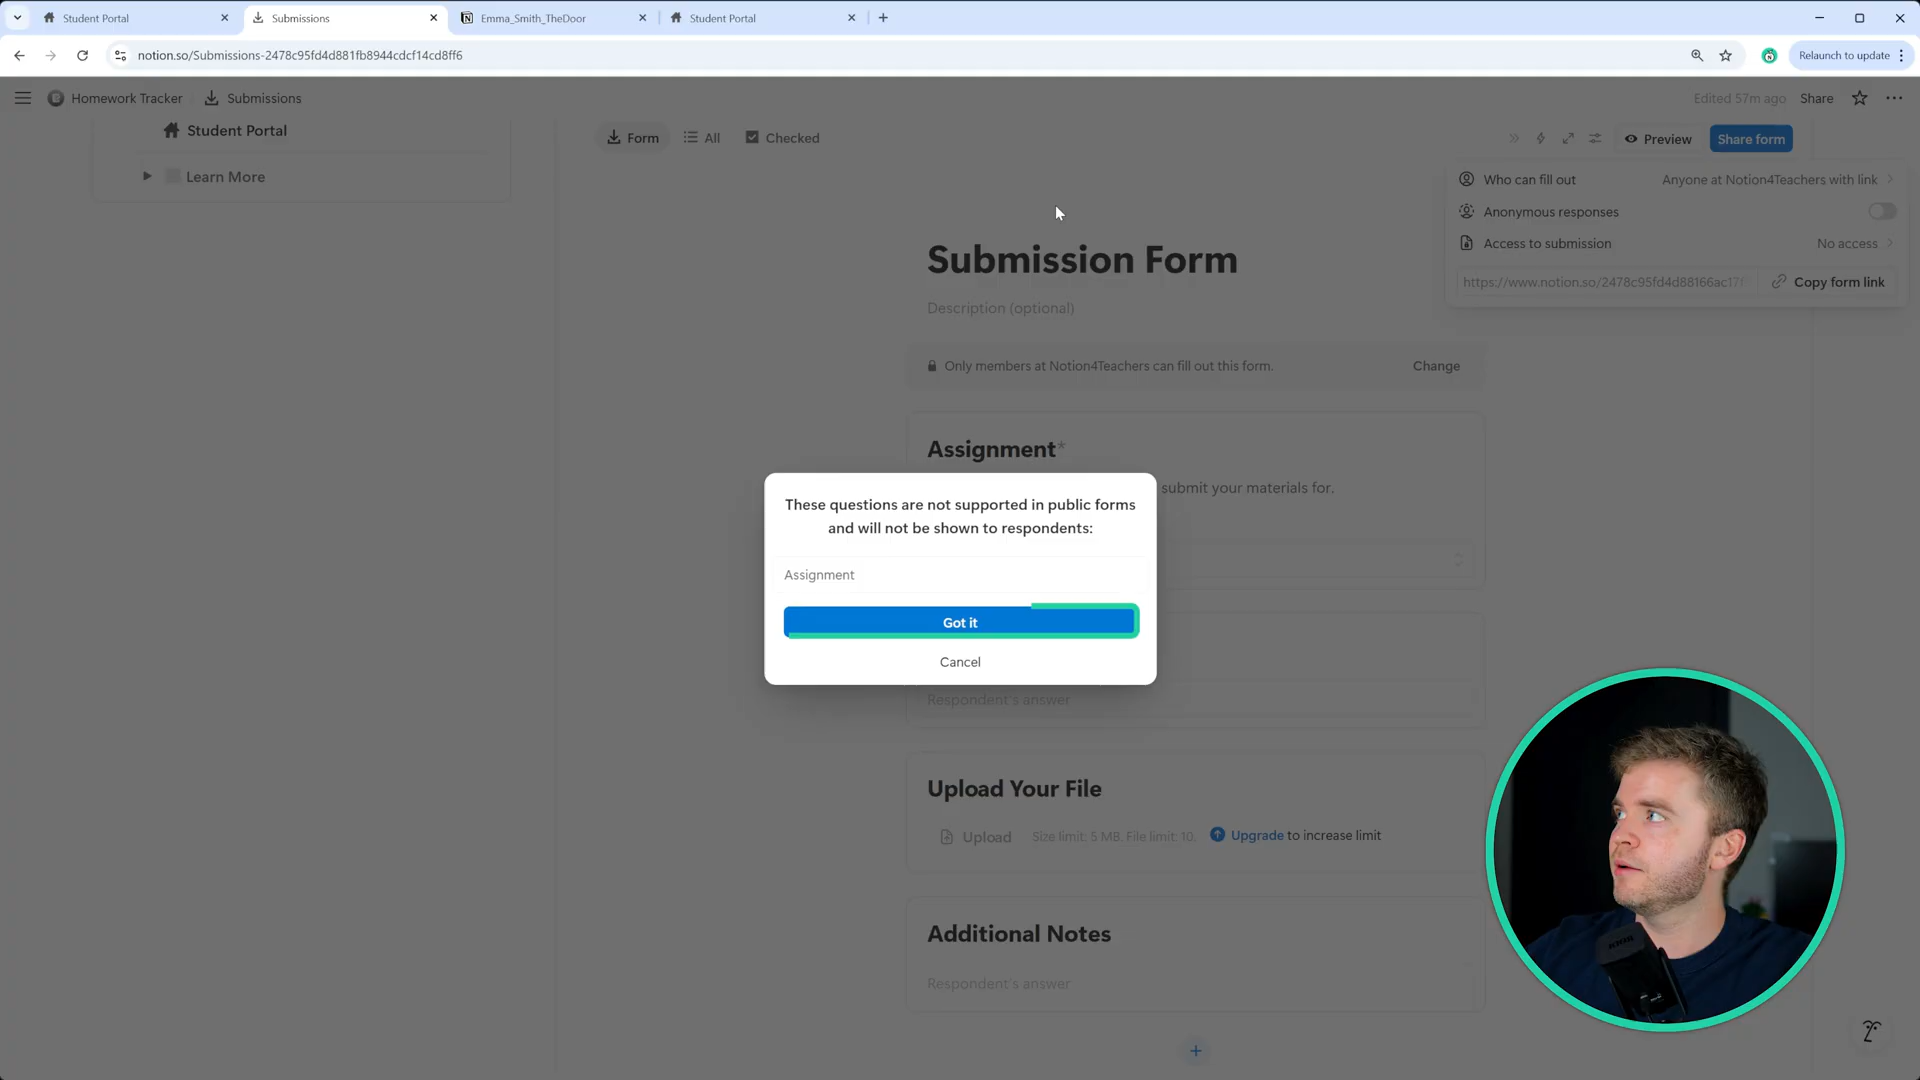 Student Portal
Submissions
Emma_Smith_TheDoor
Student Portal
notion.so/Submissions-2478c95fd4d881fb8944cdcf14cd8ff6
Relaunch to update
Homework Tracker
Submissions
Edited 57m ago
Share
Student Portal
Learn More
Form
All
Checked
Preview
Share form
Who can fill out
Anyone at Notion4Teachers with link
Anonymous responses
Access to submission
No access
https://www.notion.so/2478c95fd4d88166ac17f
Copy form link
Submission Form
Description (optional)
Only members at Notion4Teachers can fill out this form.
Change
Assignment*
submit your materials for.
These questions are not supported in public forms
and will not be shown to respondents:
Assignment
Got it
Cancel
Respondent's answer
Upload Your File
Upload
Size limit: 5 MB. File limit: 10.
Upgrade to increase limit
Additional Notes
Respondent's answer